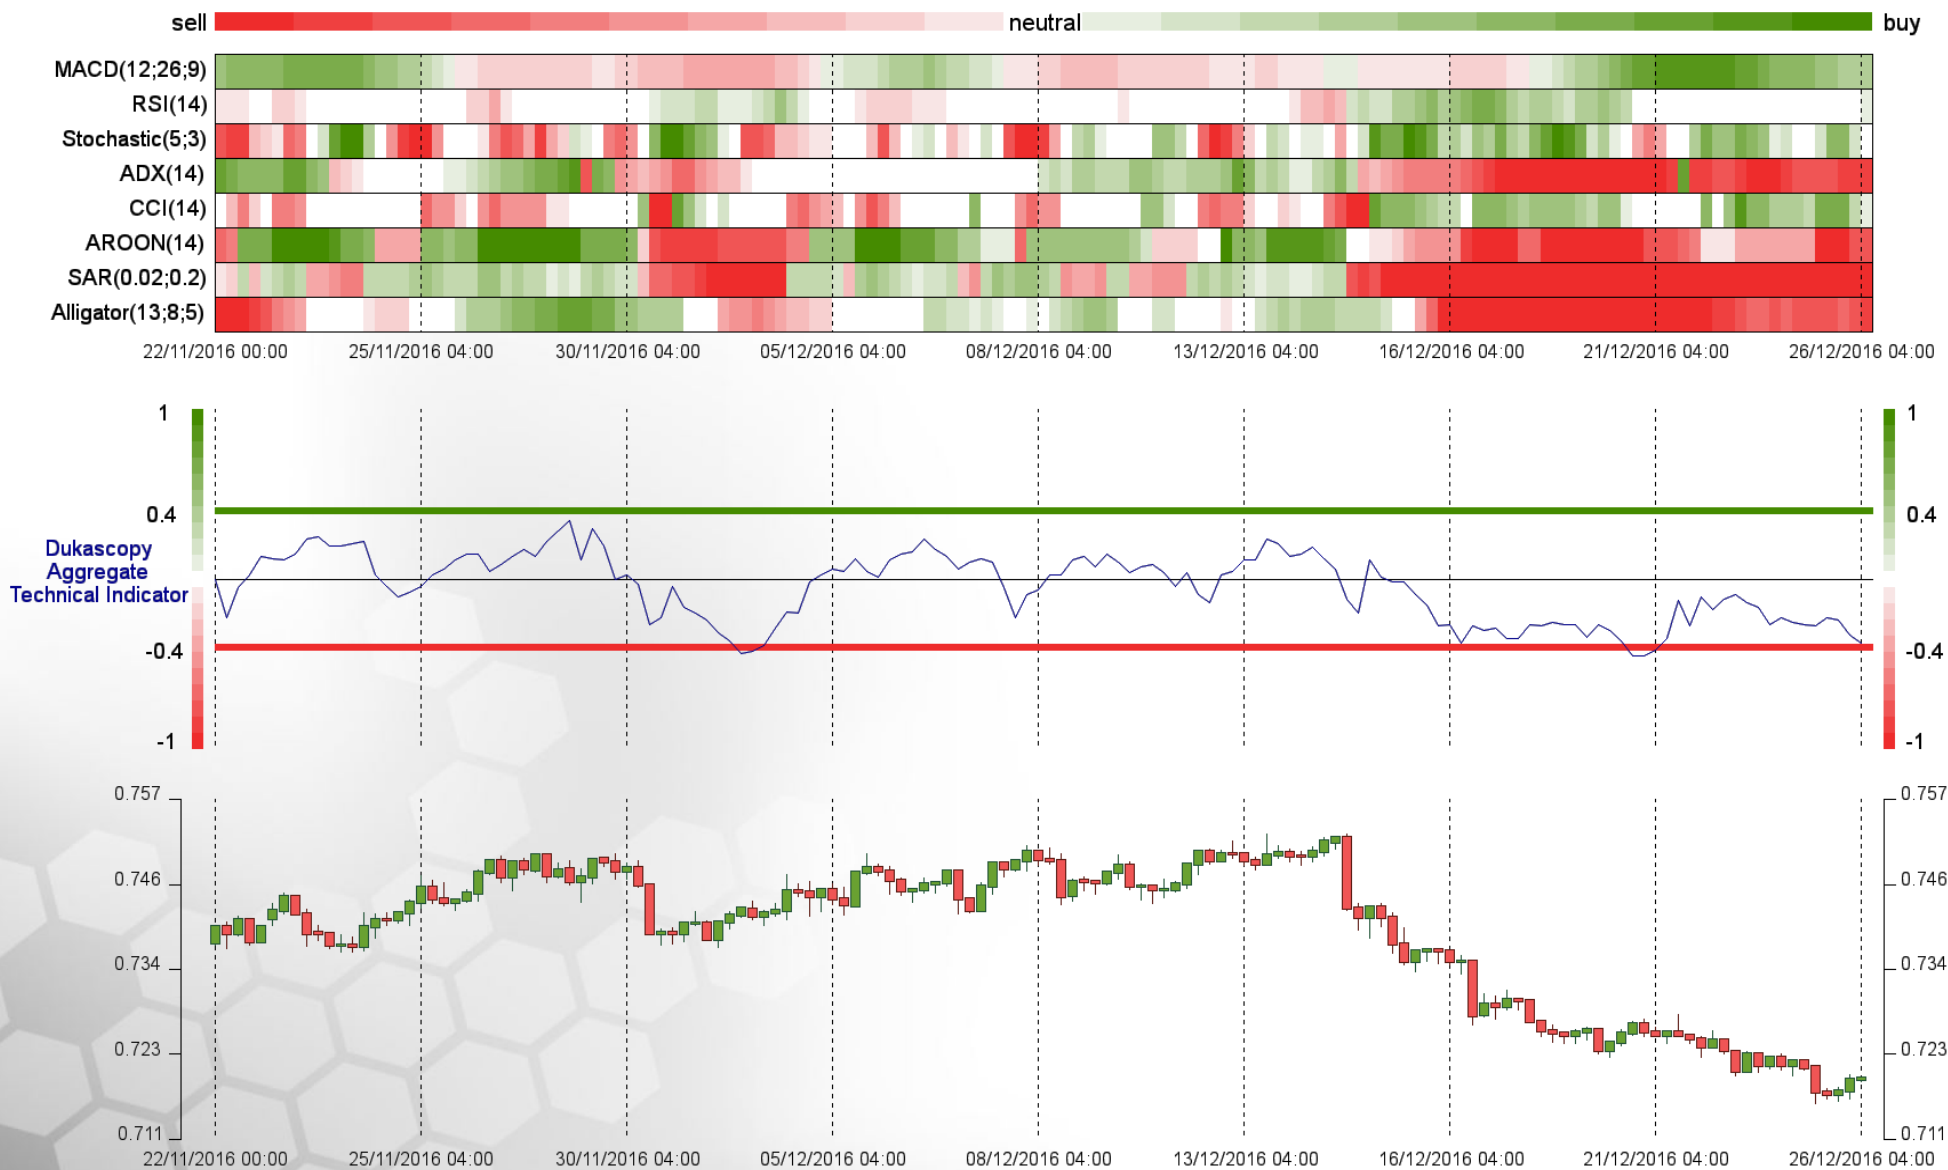 sell neutral buy
MACD(12;26;9)
RSI(14)
Stochastic(5;3)
ADX(14)
CCI(14)
AROON(14)
SAR(0.02;0.2)
Alligator(13;8;5)
22/11/2016 00:00 25/11/2016 04:00 30/11/2016 04:00 05/12/2016 04:00 08/12/2016 04:00 13/12/2016 04:00 16/12/2016 04:00 21/12/2016 04:00 26/12/2016 04:00
1 1
0.4 0.4
Dukascopy
Aggregate
Technical Indicator
-0.4 -0.4
-1 -1
0.757 0.757
0.746 0.746
0.734 0.734
0.723 0.723
0.711 0.711
22/11/2016 00:00 25/11/2016 04:00 30/11/2016 04:00 05/12/2016 04:00 08/12/2016 04:00 13/12/2016 04:00 16/12/2016 04:00 21/12/2016 04:00 26/12/2016 04:00